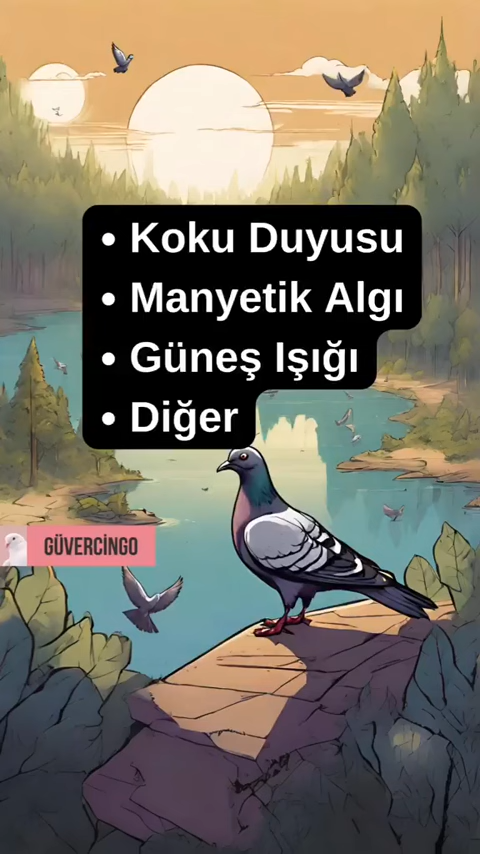 • Koku Duyusu
• Manyetik Algı
• Güneş Işığı
• Diğer
GÜVERCİNGO